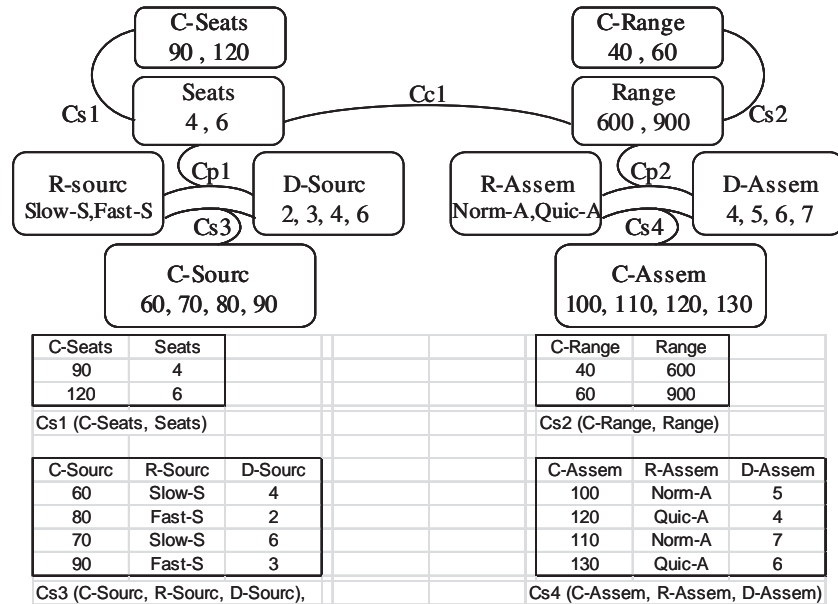 C-Seats
90 , 120
C-Range
40 , 60
Cs1
Seats
4 , 6
Cc1
Range
600 , 900
Cs2
R-sourc
Slow-S,Fast-S
Cp1
D-Sourc
2, 3, 4, 6
R-Assem
Norm-A,Quic-A
Cp2
D-Assem
4, 5, 6, 7
Cs3
Cs4
C-Sourc
60, 70, 80, 90
C-Assem
100, 110, 120, 130
C-Seats Seats
90 4
120 6
Cs1 (C-Seats, Seats)
C-Range Range
40 600
60 900
Cs2 (C-Range, Range)
C-Sourc R-Sourc D-Sourc
60 Slow-S 4
80 Fast-S 2
70 Slow-S 6
90 Fast-S 3
Cs3 (C-Sourc, R-Sourc, D-Sourc),
C-Assem R-Assem D-Assem
100 Norm-A 5
120 Quic-A 4
110 Norm-A 7
130 Quic-A 6
Cs4 (C-Assem, R-Assem, D-Assem)